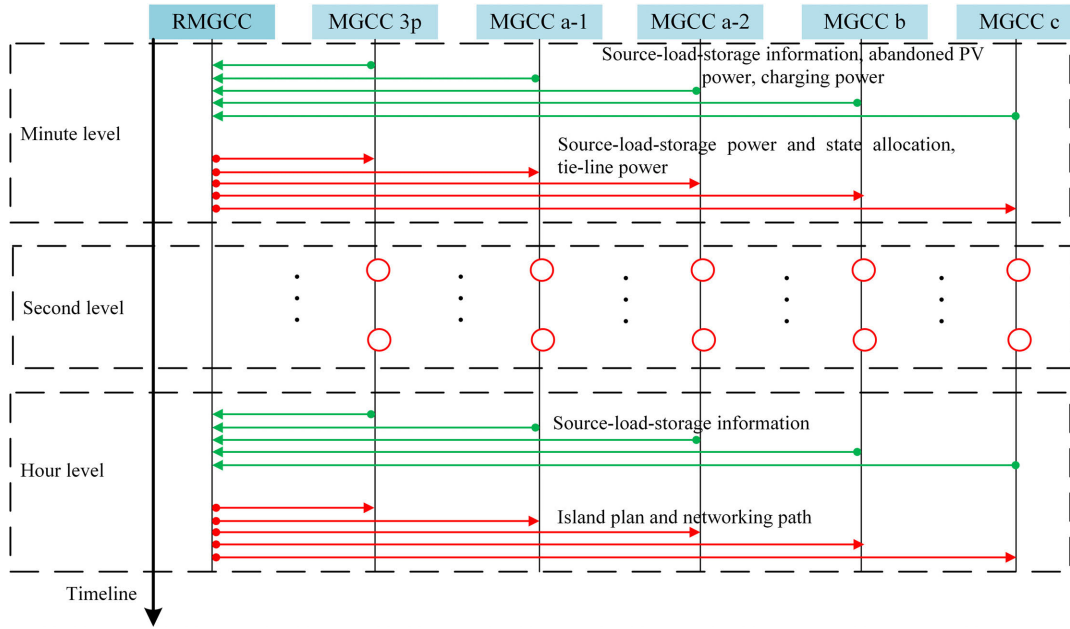 RMGCC
MGCC 3p
MGCC a-1
MGCC a-2
MGCC b
MGCC c
Source-load-storage information, abandoned PV
power, charging power
Minute level
Source-load-storage power and state allocation,
tie-line power
Second level
Source-load-storage information
Hour level
Island plan and networking path
Timeline